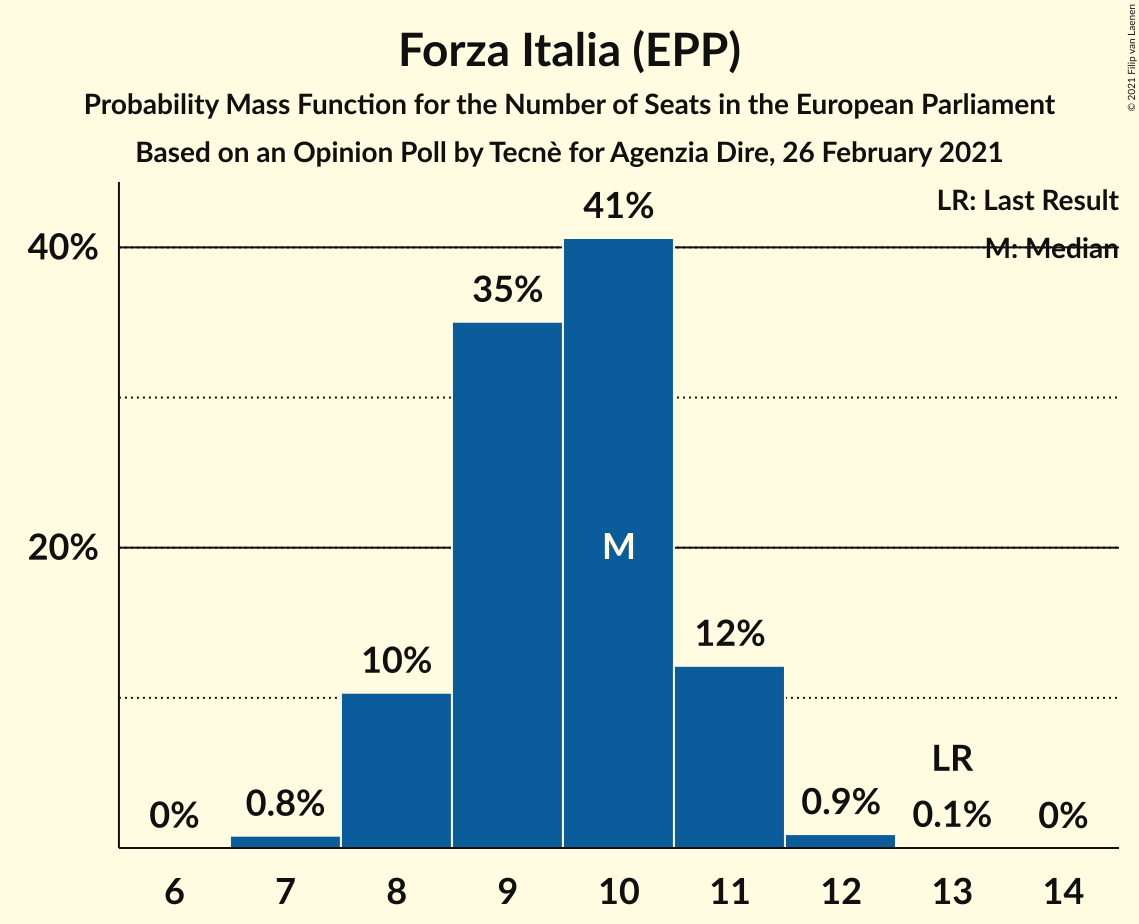 Forza Italia (EPP)
Probability Mass Function for the Number of Seats in the European Parliament
Based on an Opinion Poll by Tecnè for Agenzia Dire, 26 February 2021
© 2021 Filip van Laenen
LR: Last Result
M: Median
40%
20%
0%
0.8%
10%
35%
41%
M
12%
0.9%
LR
0.1%
0%
6 7 8 9 10 11 12 13 14